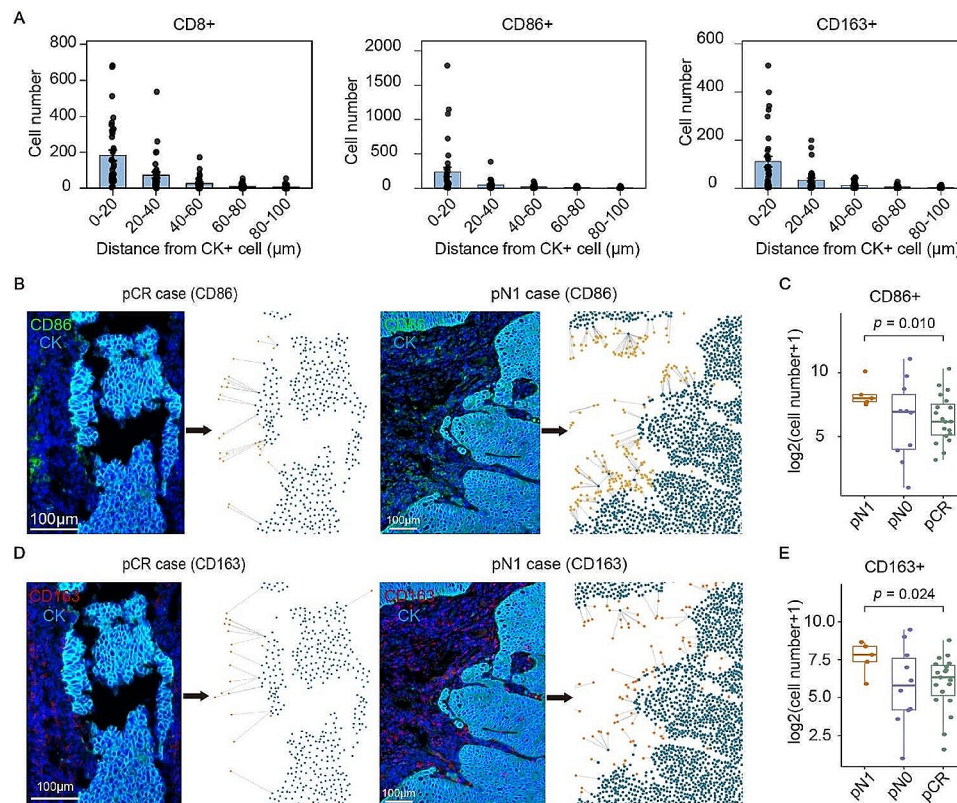 A
CD8+
CD86+
CD163+
800
600
400
200
0
Cell number
0-20
20-40
40-60
60-80
80-100
Distance from CK+ cell (µm)
2000
1500
1000
500
0
Cell number
0-20
20-40
40-60
60-80
80-100
Distance from CK+ cell (µm)
600
400
200
0
Cell number
0-20
20-40
40-60
60-80
80-100
Distance from CK+ cell (µm)
B
pCR case (CD86)
CD86
CK
100µm
pN1 case (CD86)
CD86
CK
100µm
C
CD86+
p = 0.010
10
5
log2(cell number+1)
pN1
pN0
pCR
D
pCR case (CD163)
CD163
CK
100µm
pN1 case (CD163)
CD163
CK
100µm
E
CD163+
p = 0.024
10.0
7.5
5.0
2.5
log2(cell number+1)
pN1
pN0
pCR